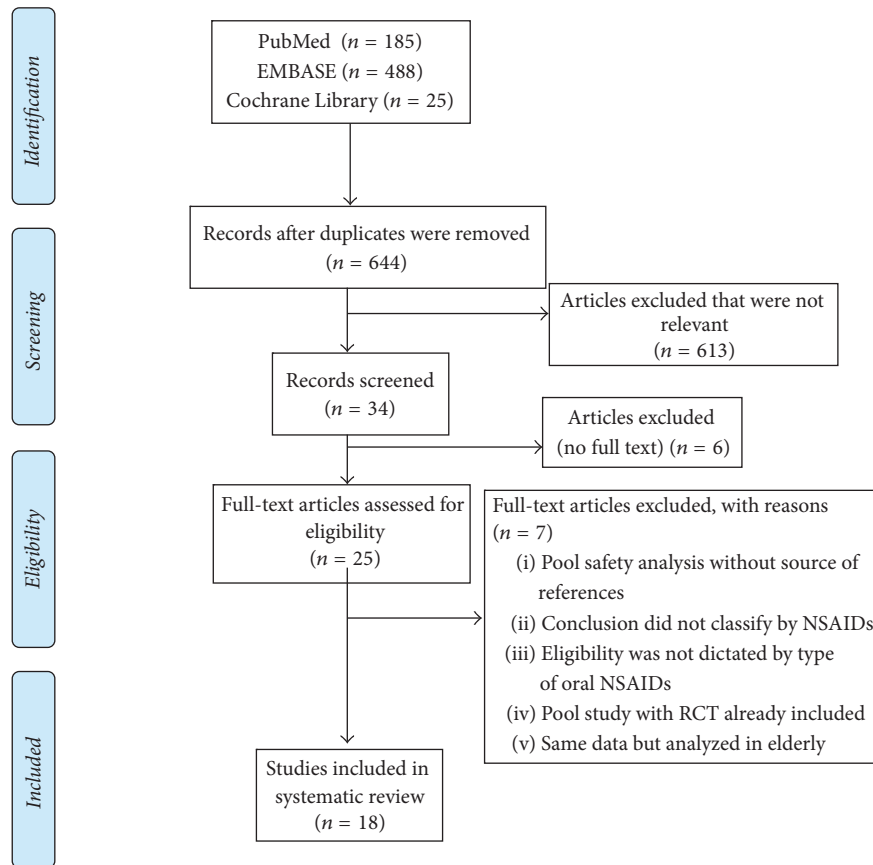 Identification
PubMed (n = 185)
EMBASE (n = 488)
Cochrane Library (n = 25)
Screening
Records after duplicates were removed
(n = 644)
Articles excluded that were not
relevant
(n = 613)
Records screened
(n = 34)
Articles excluded
(no full text) (n = 6)
Eligibility
Full-text articles assessed for
eligibility
(n = 25)
Full-text articles excluded, with reasons
(n = 7)
(i) Pool safety analysis without source of
references
(ii) Conclusion did not classify by NSAIDs
(iii) Eligibility was not dictated by type
of oral NSAIDs
(iv) Pool study with RCT already included
(v) Same data but analyzed in elderly
Included
Studies included in
systematic review
(n = 18)